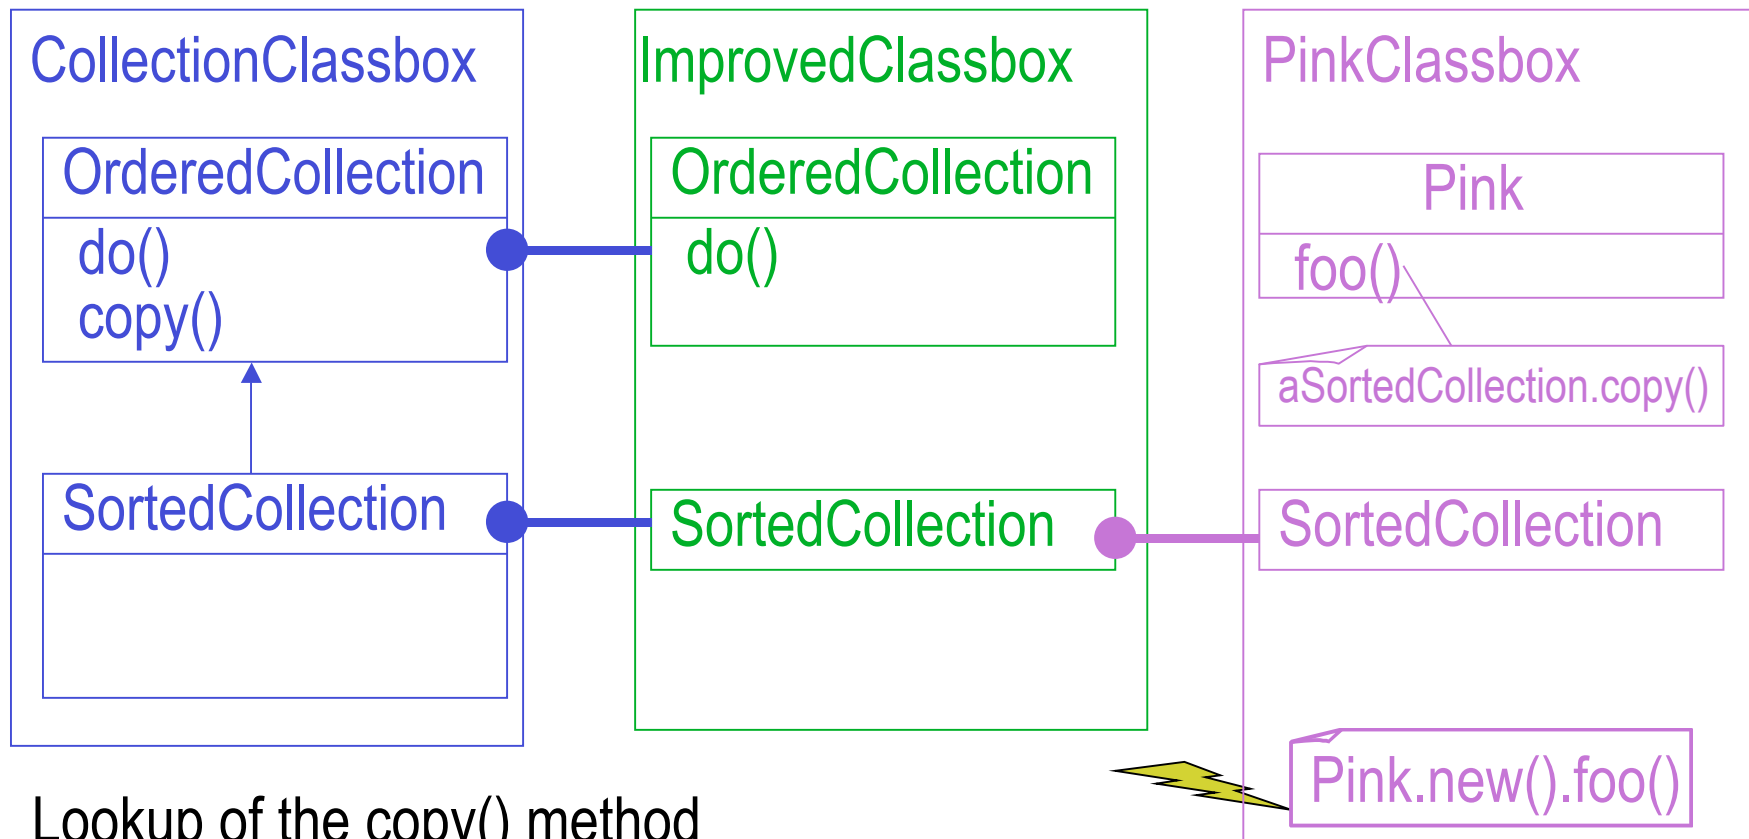 CollectionClassbox
OrderedCollection
do()
copy()
SortedCollection
ImprovedClassbox
OrderedCollection
do()
SortedCollection
PinkClassbox
Pink
foo()
aSortedCollection.copy()
SortedCollection
Pink.new().foo()
Lookup of the copy() method